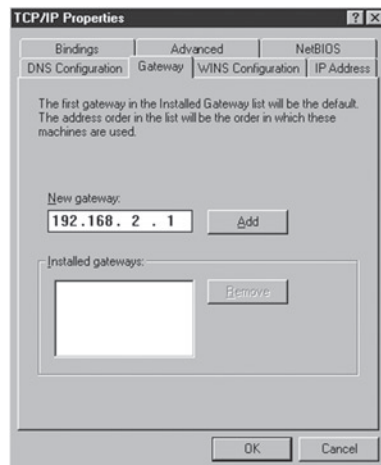 TCP/IP Properties
Bindings Advanced NetBIOS
DNS Configuration Gateway WINS Configuration IP Address
The first gateway in the Installed Gateway list will be the default.
The address order in the list will be the order in which these
machines are used.
New gateway:
192.168. 2 . 1 Add
Installed gateways:
Remove
OK Cancel